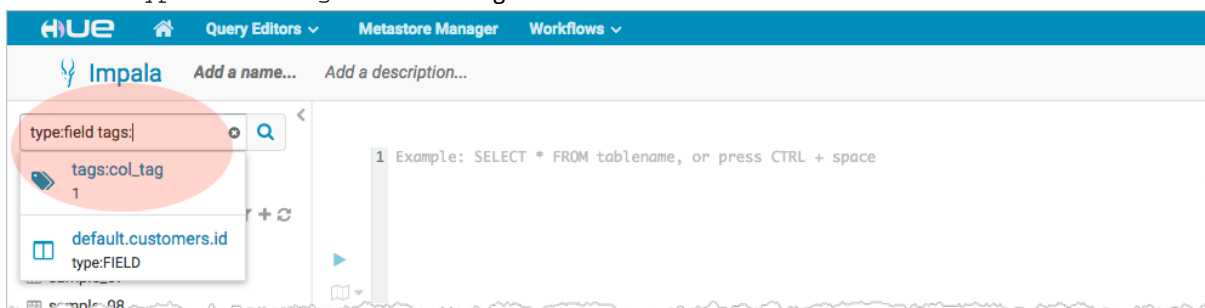 HUE Query Editors Metastore Manager Workflows
Impala Add a name... Add a description...
type:field tags:
1 Example: SELECT * FROM tablename, or press CTRL + space
tags:col_tag
1
default.customers.id
type:FIELD